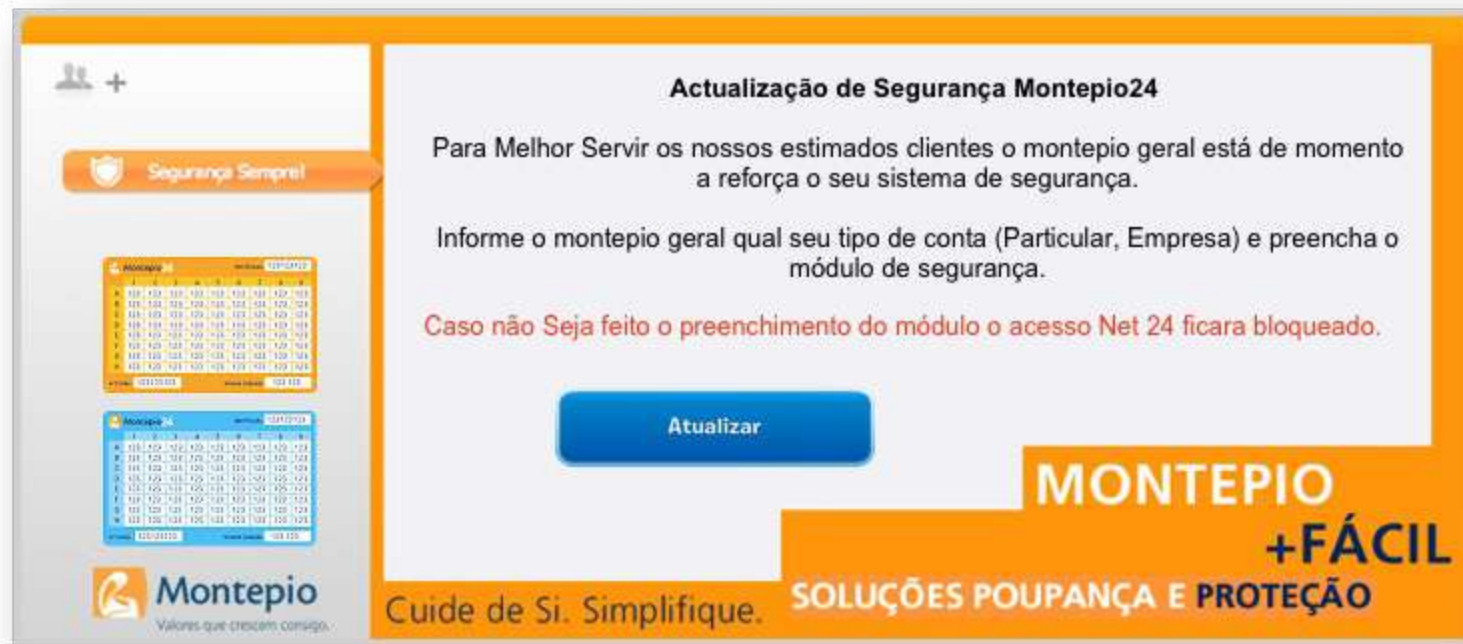 Segurança Sempre!
Montepio24
Montepio24
Montepio
Valores que crescem consigo.
Actualização de Segurança Montepio24
Para Melhor Servir os nossos estimados clientes o montepio geral está de momento
a reforça o seu sistema de segurança.
Informe o montepio geral qual seu tipo de conta (Particular, Empresa) e preencha o
módulo de segurança.
Caso não Seja feito o preenchimento do módulo o acesso Net 24 ficara bloqueado.
Atualizar
MONTEPIO
+FÁCIL
SOLUÇÕES POUPANÇA E PROTEÇÃO
Cuide de Si. Simplifique.